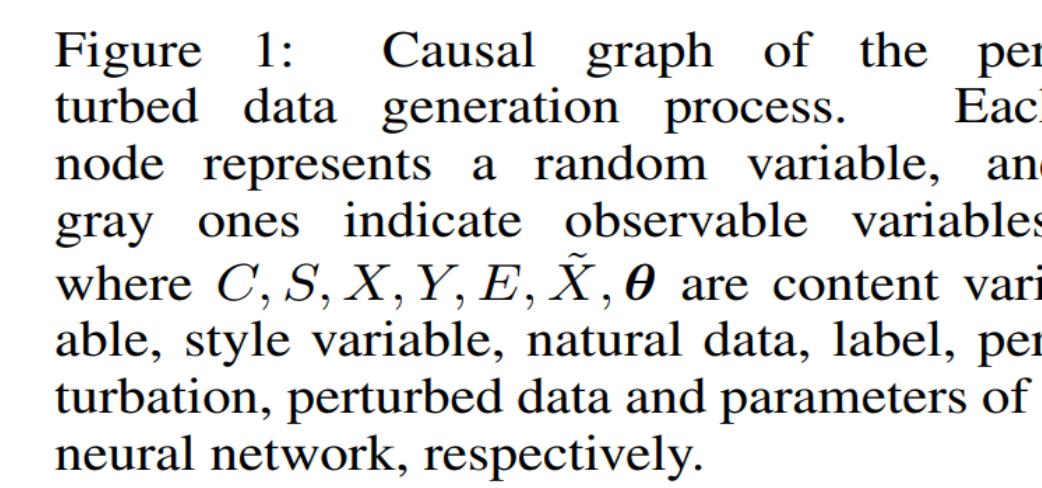 Figure 1: Causal graph of the per
turbed data generation process. Eac
node represents a random variable, an
gray ones indicate observable variables
where C, S, X, Y, E, X̃, θ are content vari
able, style variable, natural data, label, per
turbation, perturbed data and parameters of
neural network, respectively.